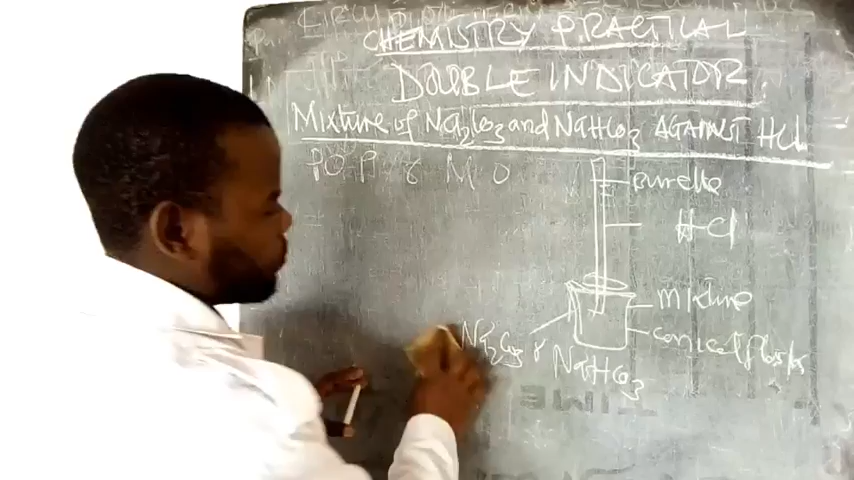 CHEMISTRY PRACTICAL
DOUBLE INDICATOR
Mixture of Na2CO3 and NaHCO3 AGAINST HCl
POP & MO
Burette
HCl
mixture
conical flask
Na2CO3 &
NaHCO3
TIME